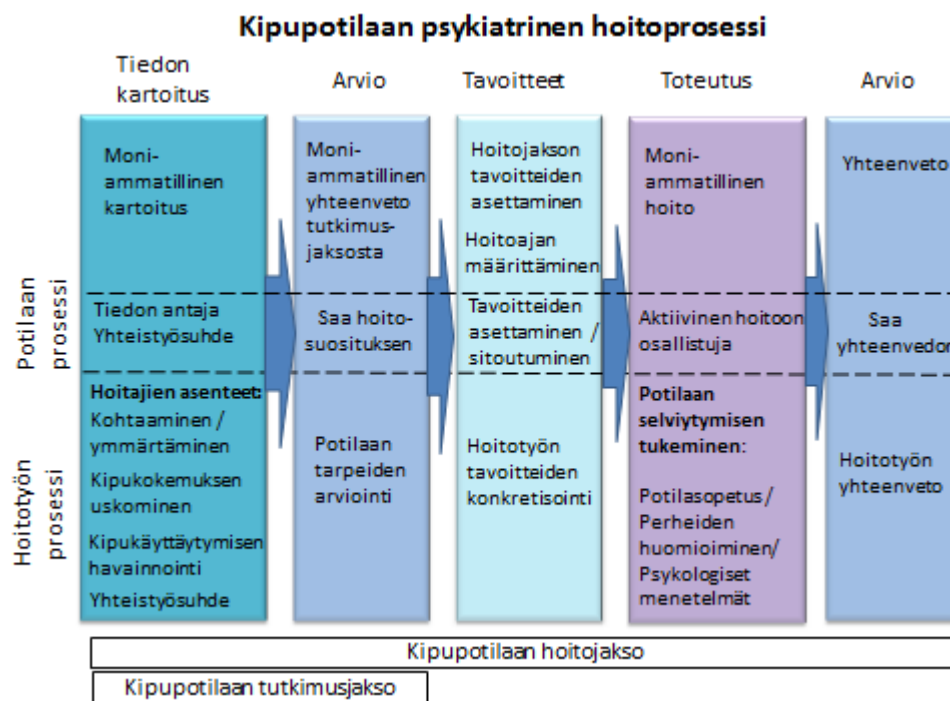 Kipupotilaan psykiatrinen hoitoprosessi
Tiedon
kartoitus
Arvio
Tavoitteet
Toteutus
Arvio
Moni-
ammatillinen
kartoitus
Moni-
ammatillinen
yhteenveto
tutkimus-
jaksosta
Hoitojakson
tavoitteiden
asettaminen
Hoitoajan
määrittäminen
Moni-
ammatillinen
hoito
Yhteenveto
Potilaan
prosessi
Tiedon antaja
Yhteistyösuhde
Saa hoito-
suosituksen
Tavoitteiden
asettaminen /
sitoutuminen
Aktiivinen hoitoon
osallistuja
Saa
yhteenvedon
Hoitotyön
prosessi
Hoitajien asenteet:
Kohtaaminen /
ymmärtäminen
Kipukokemuksen
uskominen
Kipukäyttäytymisen
havainnointi
Yhteistyösuhde
Potilaan
tarpeiden
arviointi
Hoitotyön
tavoitteiden
konkretisointi
Potilaan
selviytymisen
tukeminen:
Potilasopetus/
Perheiden
huomioiminen/
Psykologiset
menetelmät
Hoitotyön
yhteenveto
Kipupotilaan hoitojakso
Kipupotilaan tutkimusjakso